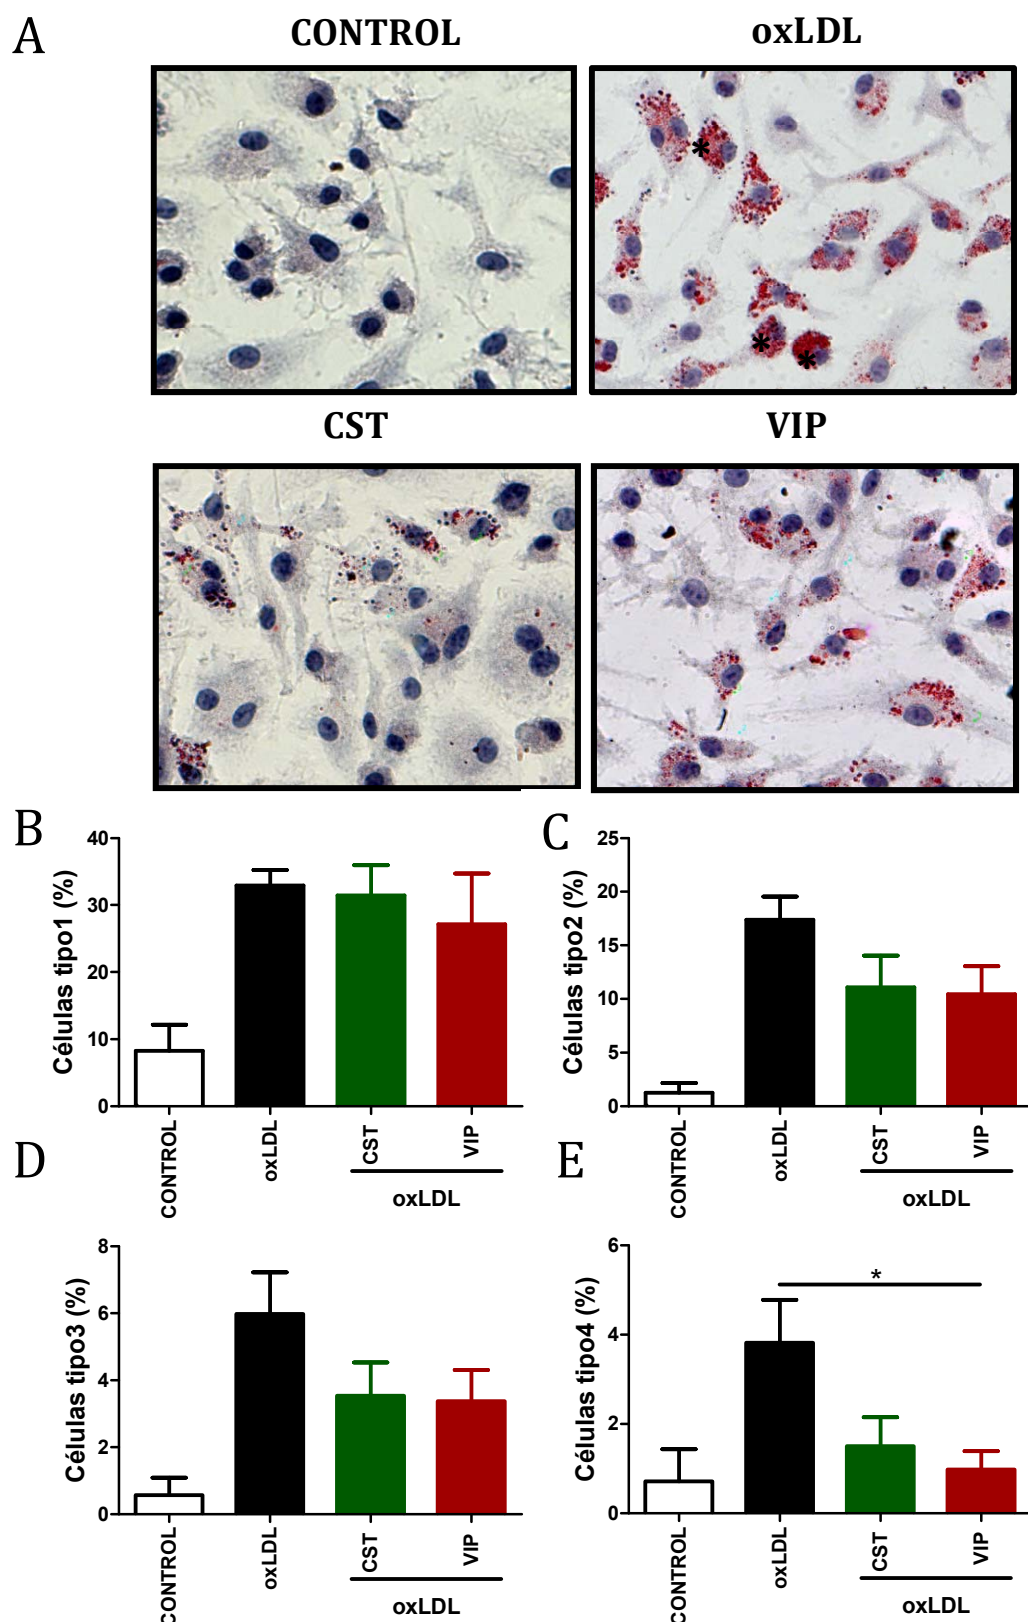 A
CONTROL
oxLDL
*
*
*
CST
VIP
B
40
30
20
10
0
Células tipo1 (%)
CONTROL
oxLDL
CST
VIP
oxLDL
C
25
20
15
10
5
0
Células tipo2 (%)
CONTROL
oxLDL
CST
VIP
oxLDL
D
8
6
4
2
0
Células tipo3 (%)
CONTROL
oxLDL
CST
VIP
oxLDL
E
6
4
2
0
Células tipo4 (%)
*
CONTROL
oxLDL
CST
VIP
oxLDL